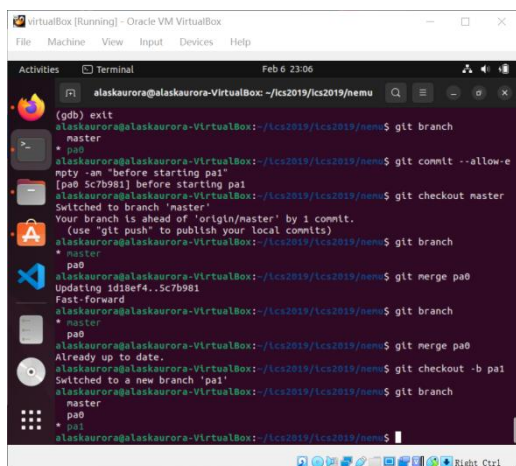 virtualBox [Running] - Oracle VM VirtualBox
File Machine View Input Devices Help
Activities Terminal Feb 6 23:06
alaskaurora@alaskaurora-VirtualBox: ~/ics2019/ics2019/nemu
(gdb) exit
alaskaurora@alaskaurora-VirtualBox:~/ics2019/ics2019/nemu$ git branch
master
* pa0
alaskaurora@alaskaurora-VirtualBox:~/ics2019/ics2019/nemu$ git commit --allow-e
mpty -am "before starting pa1"
[pa0 5c7b981] before starting pa1
alaskaurora@alaskaurora-VirtualBox:~/ics2019/ics2019/nemu$ git checkout master
Switched to branch 'master'
Your branch is ahead of 'origin/master' by 1 commit.
(use "git push" to publish your local commits)
alaskaurora@alaskaurora-VirtualBox:~/ics2019/ics2019/nemu$ git branch
* master
pa0
alaskaurora@alaskaurora-VirtualBox:~/ics2019/ics2019/nemu$ git merge pa0
Updating 1d18ef4..5c7b981
Fast-forward
alaskaurora@alaskaurora-VirtualBox:~/ics2019/ics2019/nemu$ git branch
* master
pa0
alaskaurora@alaskaurora-VirtualBox:~/ics2019/ics2019/nemu$ git merge pa0
Already up to date.
alaskaurora@alaskaurora-VirtualBox:~/ics2019/ics2019/nemu$ git checkout -b pa1
Switched to a new branch 'pa1'
alaskaurora@alaskaurora-VirtualBox:~/ics2019/ics2019/nemu$ git branch
master
pa0
* pa1
alaskaurora@alaskaurora-VirtualBox:~/ics2019/ics2019/nemu$
Right Ctrl